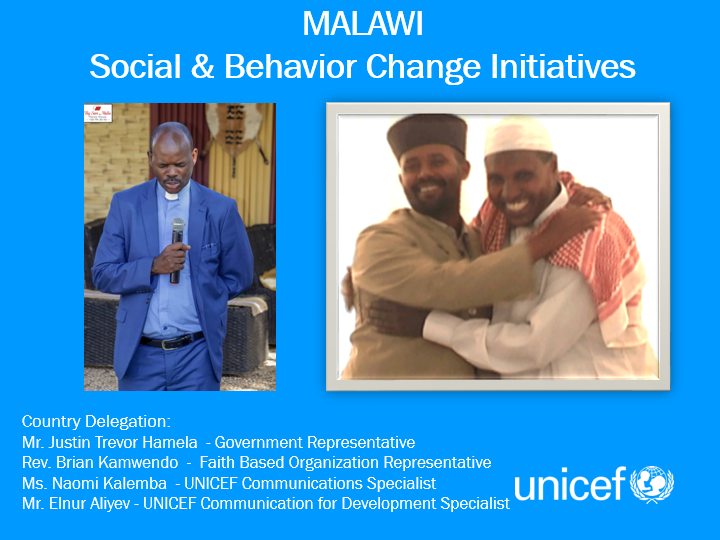 MALAWI
Social & Behavior Change Initiatives
Country Delegation:
Mr. Justin Trevor Hamela - Government Representative
Rev. Brian Kamwendo - Faith Based Organization Representative
Ms. Naomi Kalemba - UNICEF Communications Specialist
Mr. Elnur Aliyev - UNICEF Communication for Development Specialist
unicef